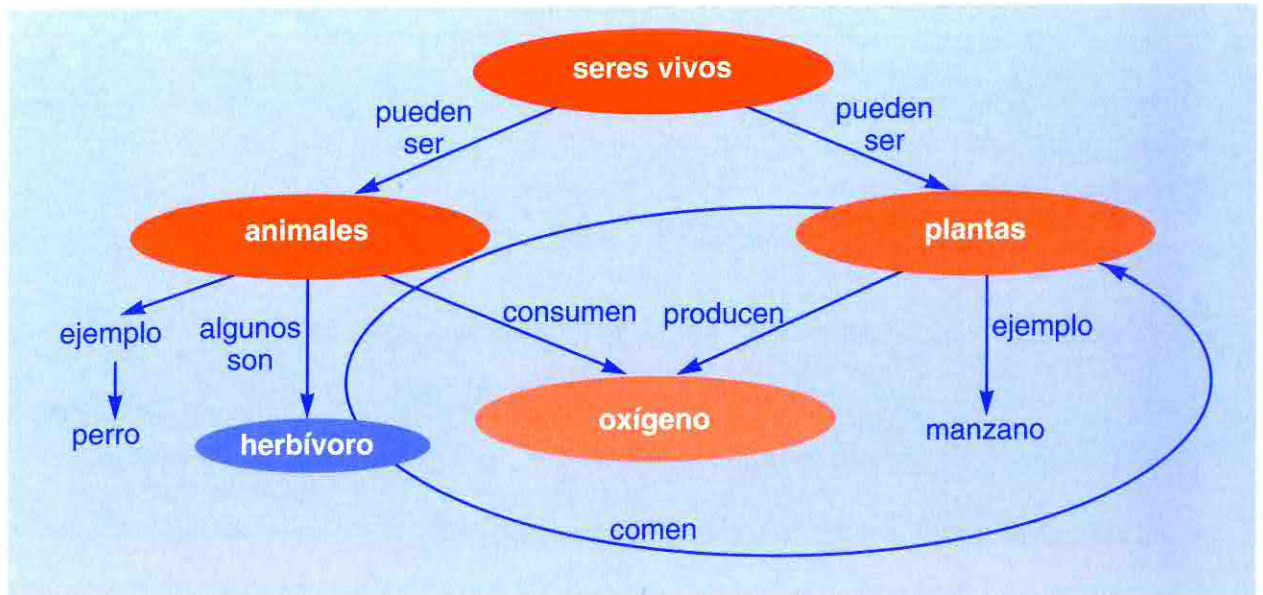 seres vivos
pueden
ser
pueden
ser
animales
plantas
ejemplo
algunos
son
consumen
producen
ejemplo
perro
herbívoro
oxígeno
manzano
comen